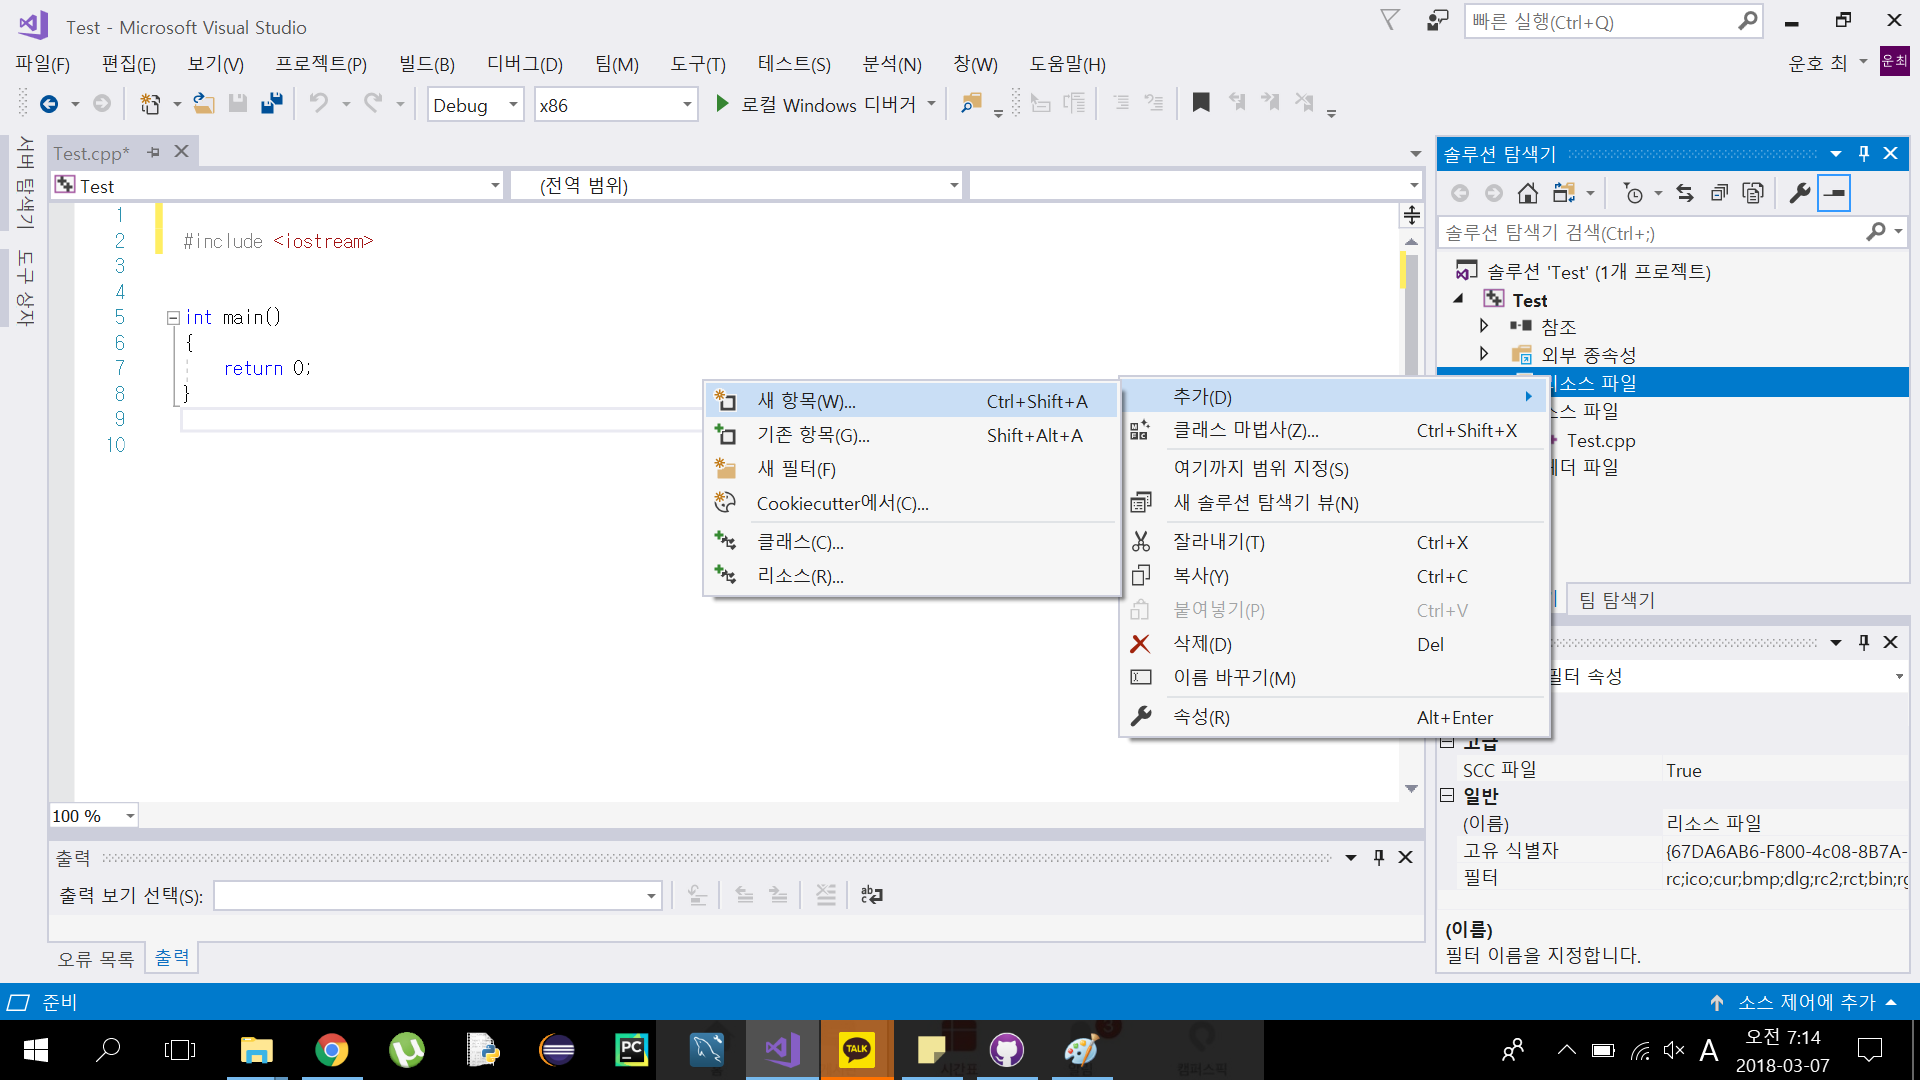 Test - Microsoft Visual Studio
빠른 실행(Ctrl+Q)
파일(F) 편집(E) 보기(V) 프로젝트(P) 빌드(B) 디버그(D) 팀(M) 도구(T) 테스트(S) 분석(N) 창(W) 도움말(H)
운호 최
운최
Debug x86 로컬 Windows 디버거
서버 탐색기
도구 상자
Test.cpp*
Test (전역 범위)
1
2 #include <iostream>
3
4
5 int main()
6 {
7 return 0;
8 }
9
10
100 %
새 항목(W)... Ctrl+Shift+A
기존 항목(G)... Shift+Alt+A
새 필터(F)
Cookiecutter에서(C)...
클래스(C)...
리소스(R)...
추가(D)
클래스 마법사(Z)... Ctrl+Shift+X
여기까지 범위 지정(S)
새 솔루션 탐색기 뷰(N)
잘라내기(T) Ctrl+X
복사(Y) Ctrl+C
붙여넣기(P) Ctrl+V
삭제(D) Del
이름 바꾸기(M)
속성(R) Alt+Enter
솔루션 탐색기
솔루션 탐색기 검색(Ctrl+;)
솔루션 'Test' (1개 프로젝트)
Test
참조
외부 종속성
리소스 파일
스 파일
Test.cpp
더 파일
팀 탐색기
필터 속성
고급
SCC 파일 True
일반
(이름) 리소스 파일
고유 식별자 {67DA6AB6-F800-4c08-8B7A-
필터 rc;ico;cur;bmp;dlg;rc2;rct;bin;rg
(이름)
필터 이름을 지정합니다.
출력
출력 보기 선택(S):
오류 목록 출력
준비
소스 제어에 추가
PC
TALK
A
오전 7:14
2018-03-07